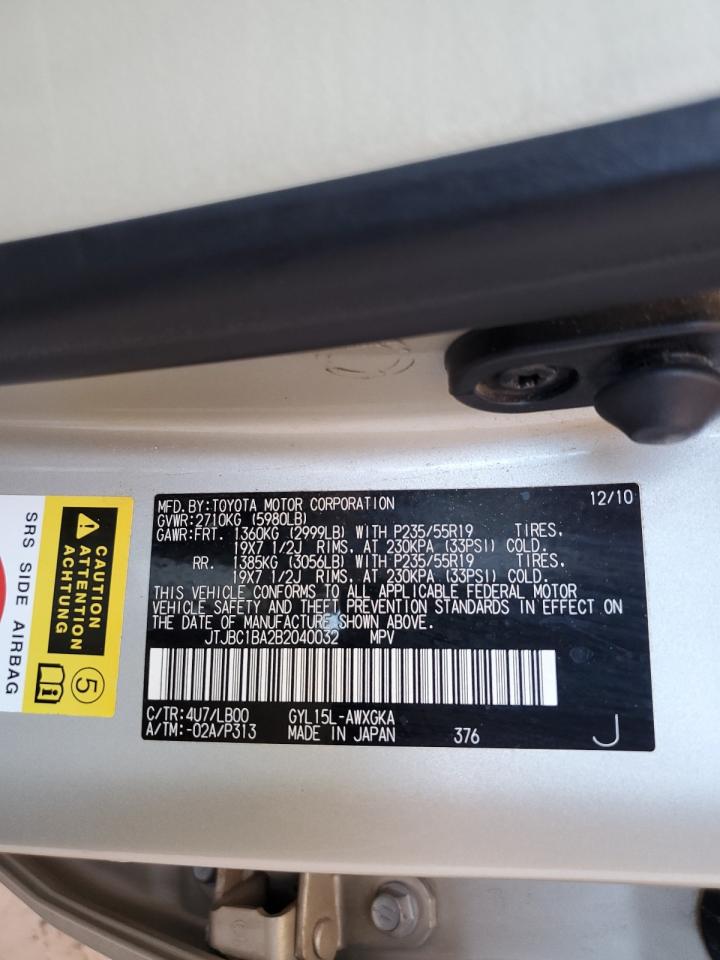 MFD. BY:TOYOTA MOTOR CORPORATION 12/10
GVWR:2710KG (5980LB)
GAWR:FRT. 1360KG (2999LB) WITH P235/55R19 TIRES,
19X7 1/2J RIMS, AT 230KPA (33PSI) COLD.
RR. 1385KG (3056LB) WITH P235/55R19 TIRES,
19X7 1/2J RIMS, AT 230KPA (33PSI) COLD.
THIS VEHICLE CONFORMS TO ALL APPLICABLE FEDERAL MOTOR
VEHICLE SAFETY AND THEFT PREVENTION STANDARDS IN EFFECT ON
THE DATE OF MANUFACTURE SHOWN ABOVE.
JTJBC1BA2B2040032 MPV
C/TR:4U7/LB00 GYL15L-AWXGKA
A/TM:-02A/P313 MADE IN JAPAN 376 J
CAUTION
ATTENTION
ACHTUNG
5
i
SRS SIDE AIRBAG